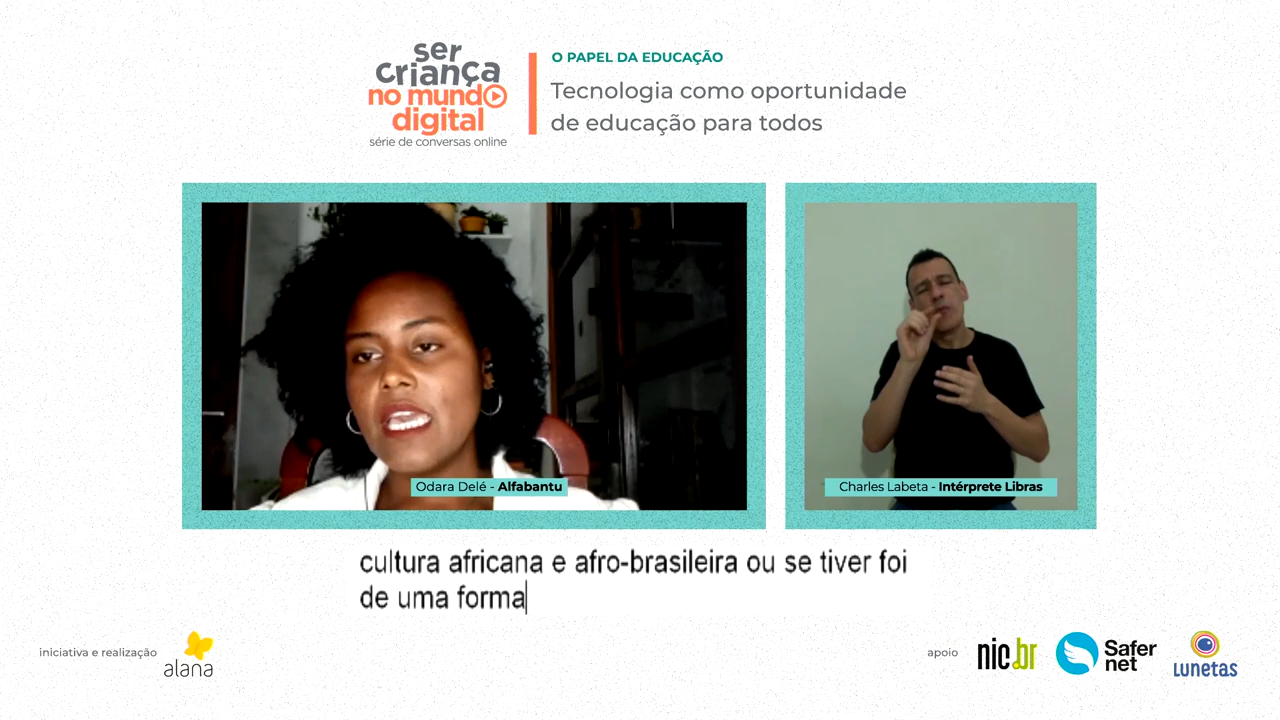 ser
criança
no mundo
digital
série de conversas online
O PAPEL DA EDUCAÇÃO
Tecnologia como oportunidade
de educação para todos
Odara Delé - Alfabantu
Charles Labeta - Intérprete Libras
cultura africana e afro-brasileira ou se tiver foi
de uma forma
iniciativa e realização
alana
apoio
nic.br
Safer
net
LUNETAS